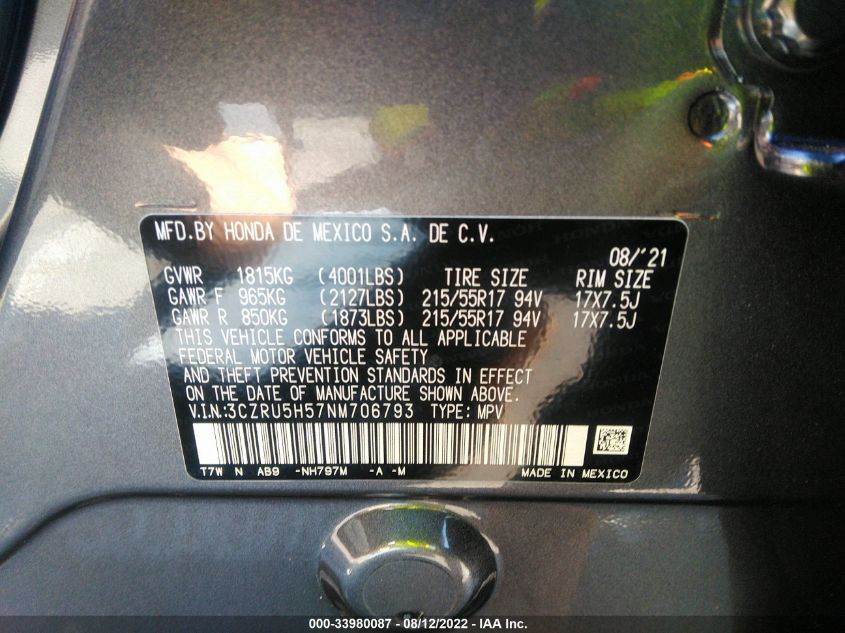 MFD.BY HONDA DE MEXICO S.A. DE C.V.
08/'21
GVWR 1815KG (4001LBS) TIRE SIZE RIM SIZE
GAWR F 965KG (2127LBS) 215/55R17 94V 17X7.5J
GAWR R 850KG (1873LBS) 215/55R17 94V 17X7.5J
THIS VEHICLE CONFORMS TO ALL APPLICABLE
FEDERAL MOTOR VEHICLE SAFETY
AND THEFT PREVENTION STANDARDS IN EFFECT
ON THE DATE OF MANUFACTURE SHOWN ABOVE.
V.I.N.:3CZRU5H57NM706793 TYPE: MPV
T7W N AB9 -NH797M -A -M MADE IN MEXICO
000-33980087 - 08/12/2022 - IAA Inc.